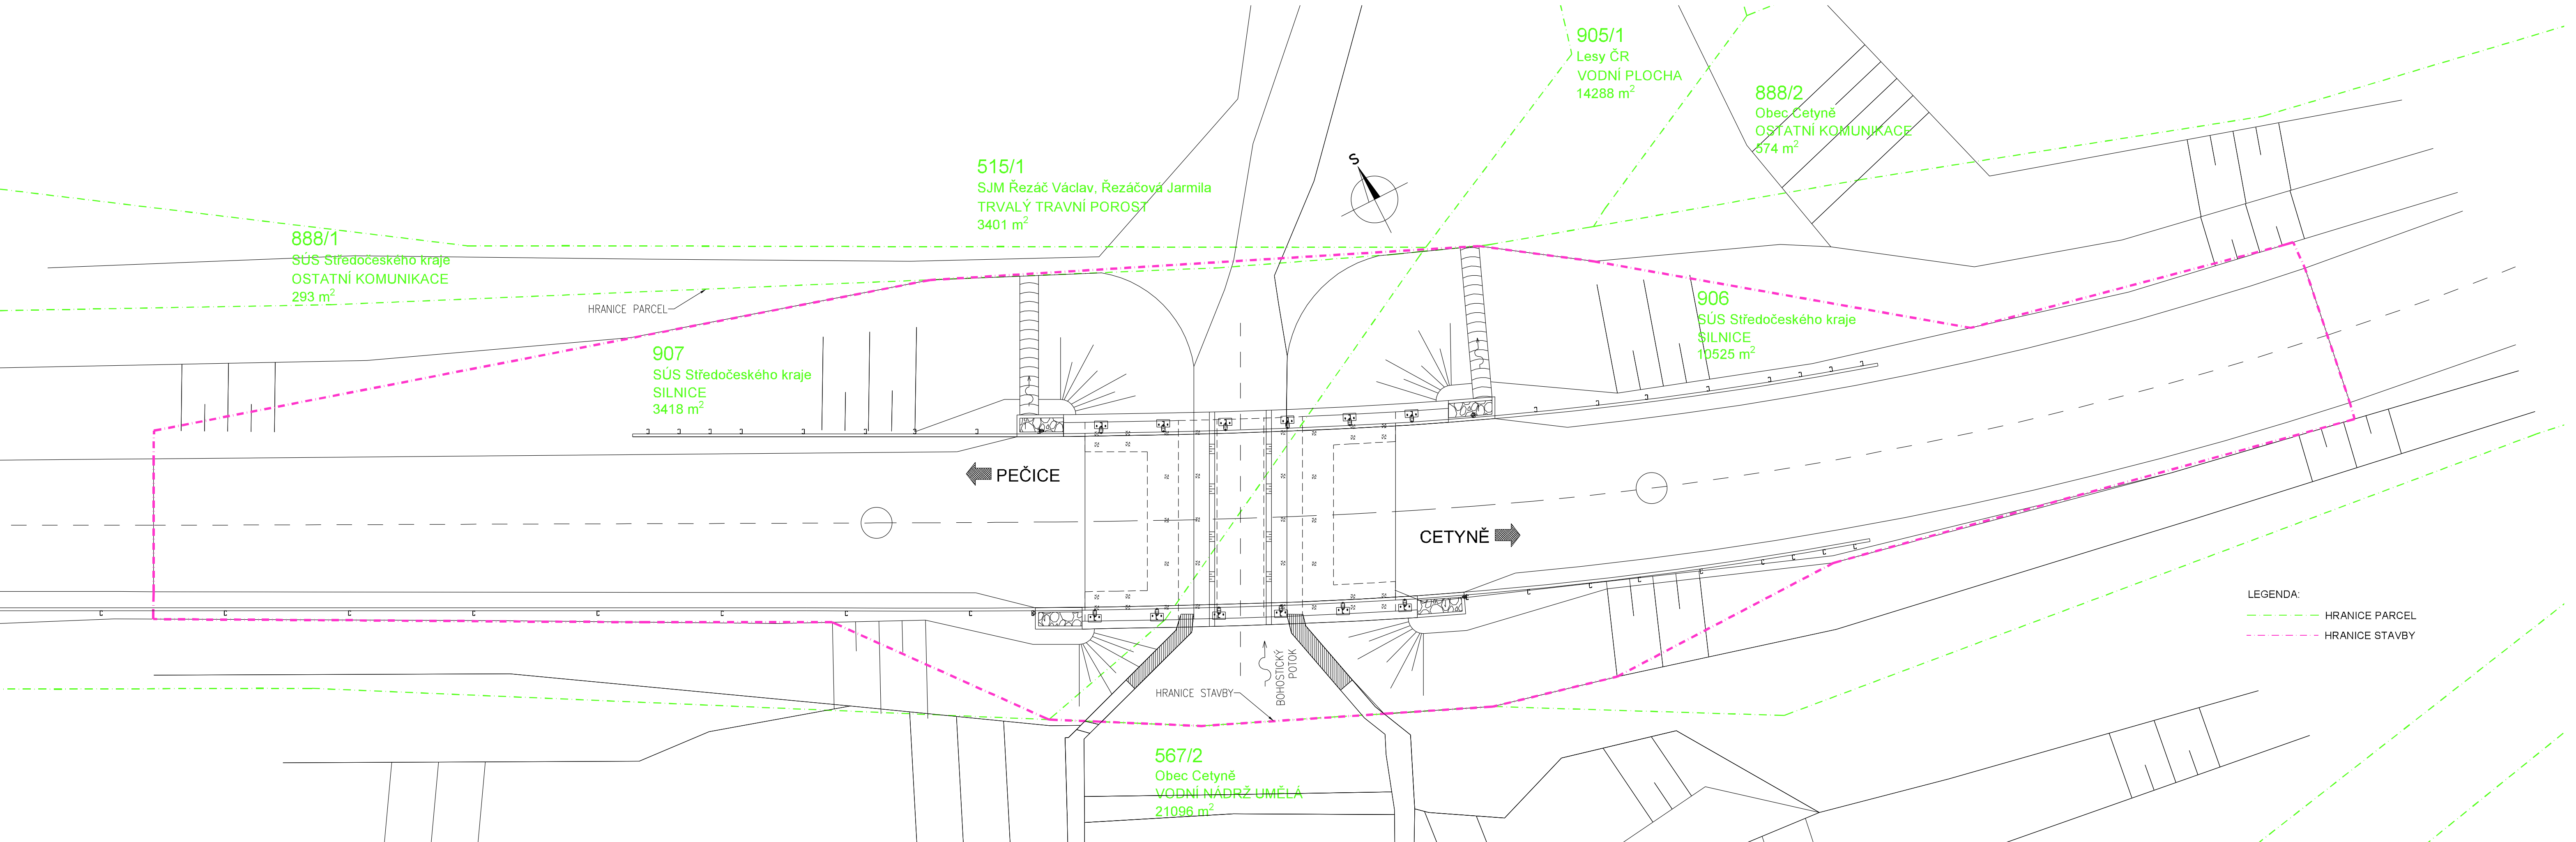 905/1
Lesy ČR
VODNÍ PLOCHA
14288 m²
888/2
Obec Cetyně
OSTATNÍ KOMUNIKACE
574 m²
515/1
SJM Řezáč Václav, Řezáčová Jarmila
TRVALÝ TRAVNÍ POROST
3401 m²
S
888/1
SÚS Středočeského kraje
OSTATNÍ KOMUNIKACE
293 m²
HRANICE PARCEL
907
SÚS Středočeského kraje
SILNICE
3418 m²
906
SÚS Středočeského kraje
SILNICE
10525 m²
PEČICE
CETYNĚ
BOHOSTICKÝ
POTOK
HRANICE STAVBY
567/2
Obec Cetyně
VODNÍ NÁDRŽ UMĚLÁ
21096 m²
LEGENDA:
HRANICE PARCEL
HRANICE STAVBY